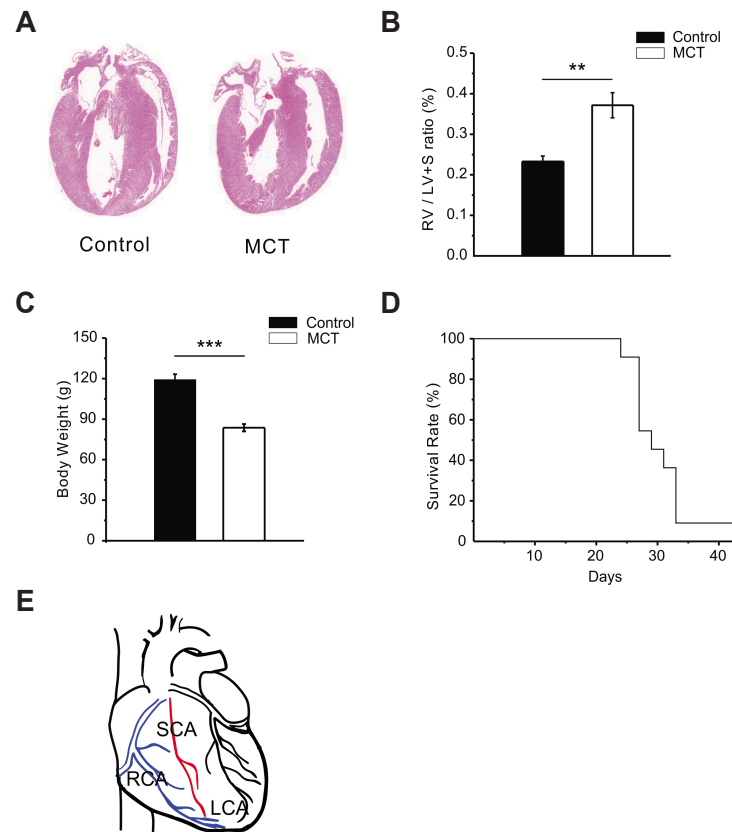 A
Control
MCT
B
Control
MCT
RV / LV+S ratio (%)
0.5
0.4
0.3
0.2
0.1
0.0
**
C
Control
MCT
Body Weight (g)
150
120
90
60
30
0
***
D
Survival Rate (%)
100
80
60
40
20
0
10
20
30
40
Days
E
SCA
RCA
LCA